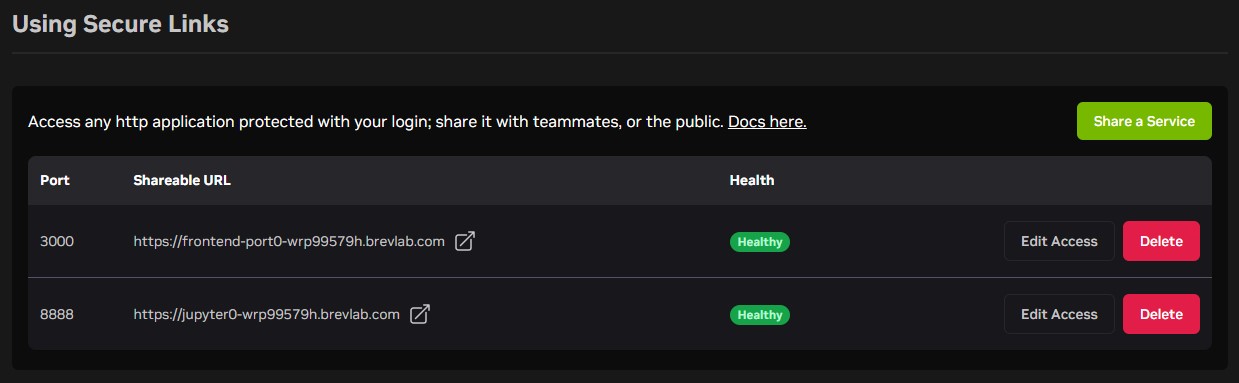 Using Secure Links
Access any http application protected with your login; share it with teammates, or the public. Docs here.
Share a Service
Port Shareable URL Health
3000 https://frontend-port0-wrp99579h.brevlab.com Healthy Edit Access Delete
8888 https://jupyter0-wrp99579h.brevlab.com Healthy Edit Access Delete